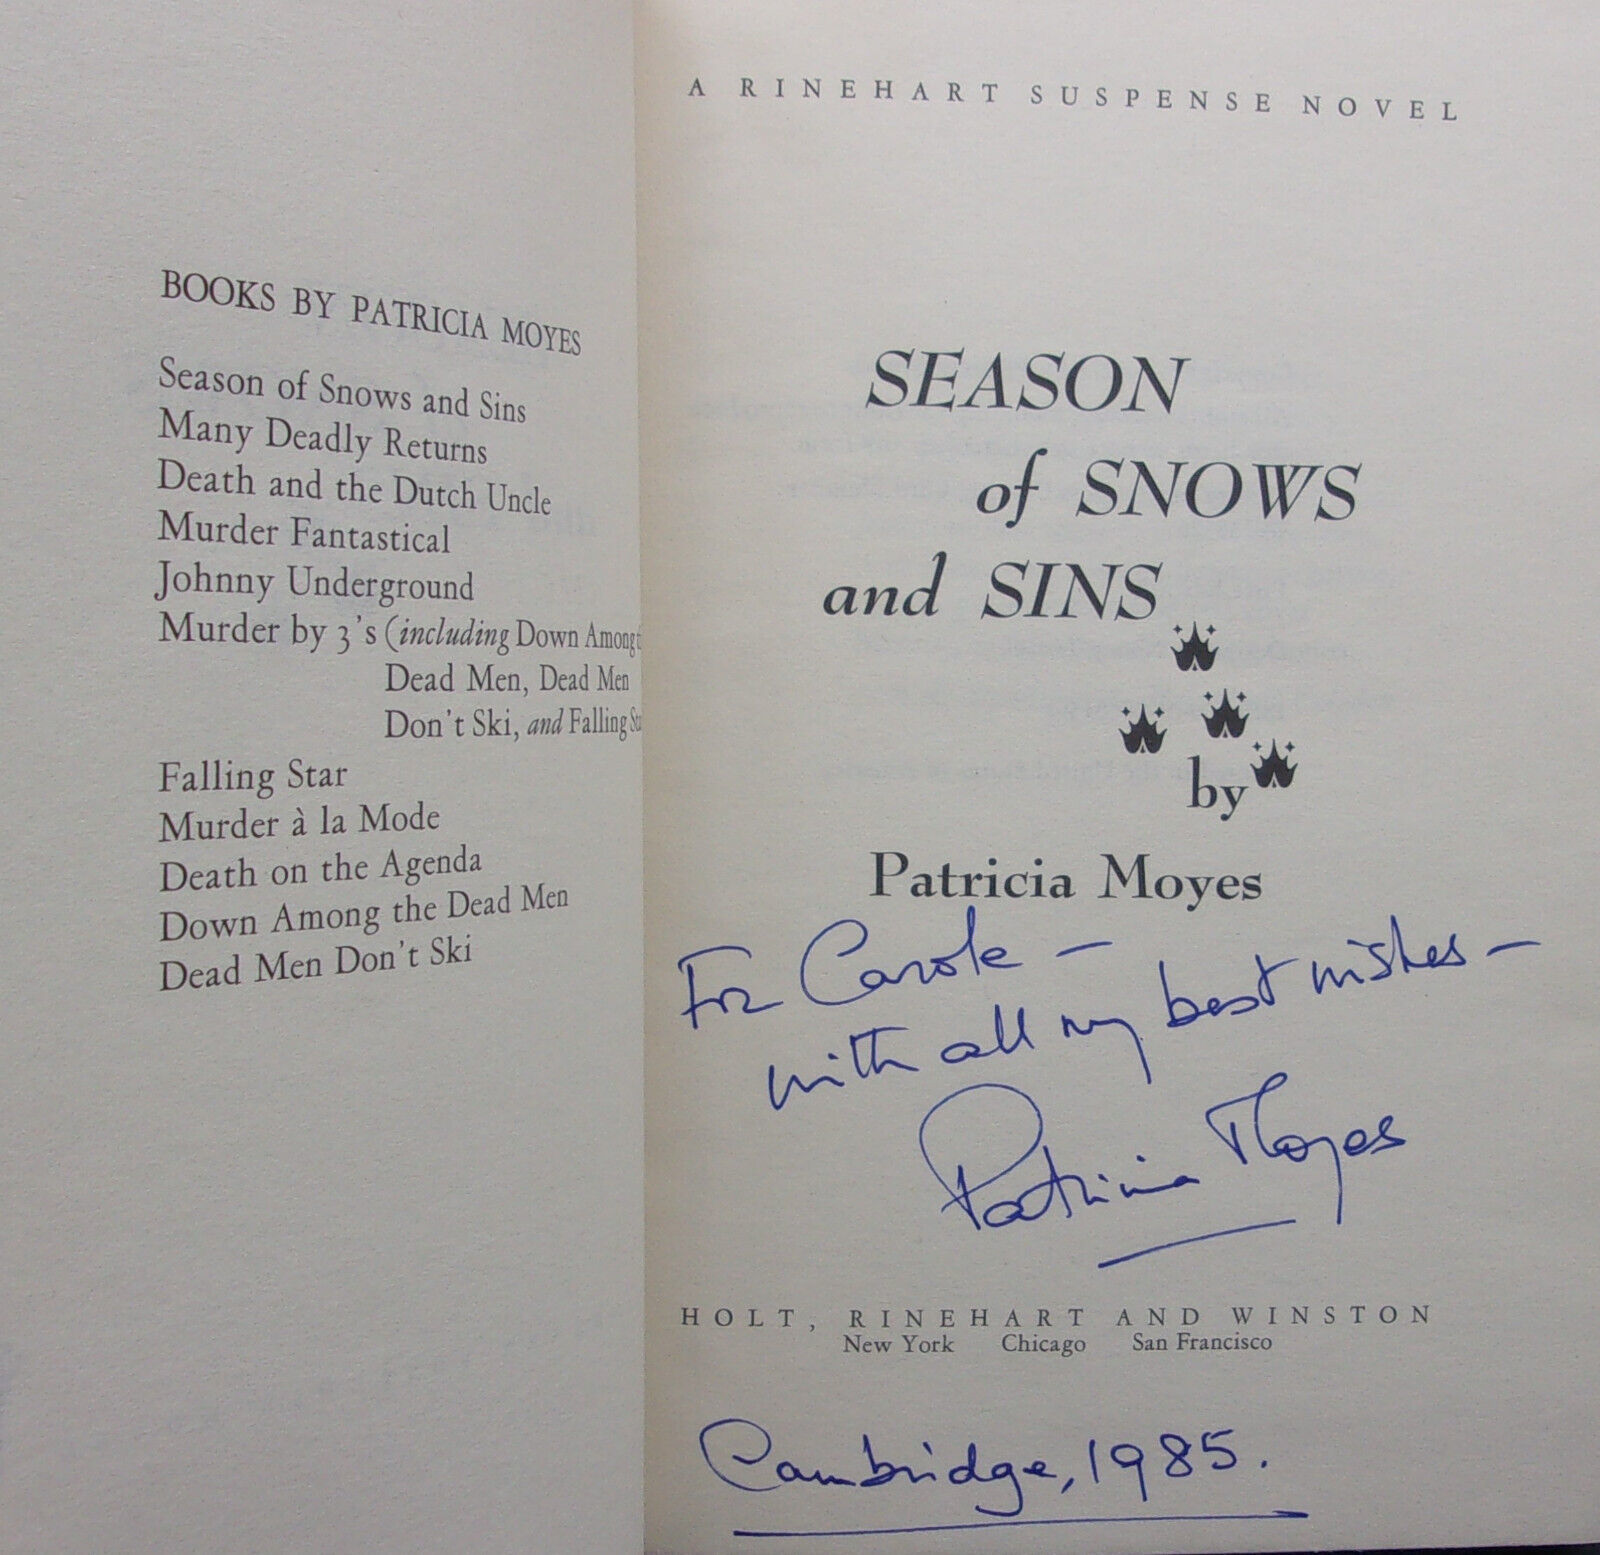 BOOKS BY PATRICIA MOYES
Season of Snows and Sins
Many Deadly Returns
Death and the Dutch Uncle
Murder Fantastical
Johnny Underground
Murder by 3's (including Down Among
Dead Men, Dead Men
Don't Ski, and Falling
Falling Star
Murder à la Mode
Death on the Agenda
Down Among the Dead Men
Dead Men Don't Ski
A RINEHART SUSPENSE NOVEL
SEASON
of SNOWS
and SINS
by
Patricia Moyes
For Carole –
with all my best wishes –
Patricia Moyes
HOLT, RINEHART AND WINSTON
New York Chicago San Francisco
Cambridge, 1985.